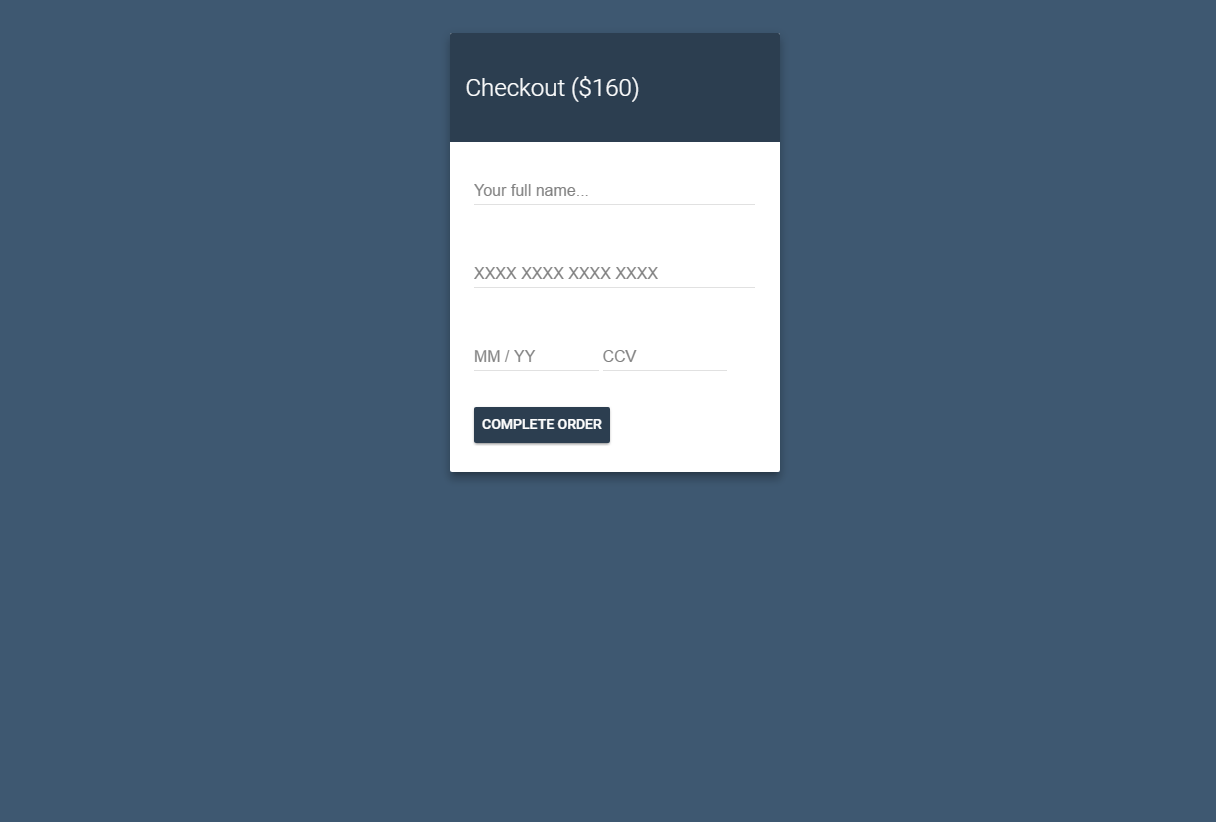 Checkout ($160)
Your full name...
XXXX XXXX XXXX XXXX
MM / YY CCV
COMPLETE ORDER